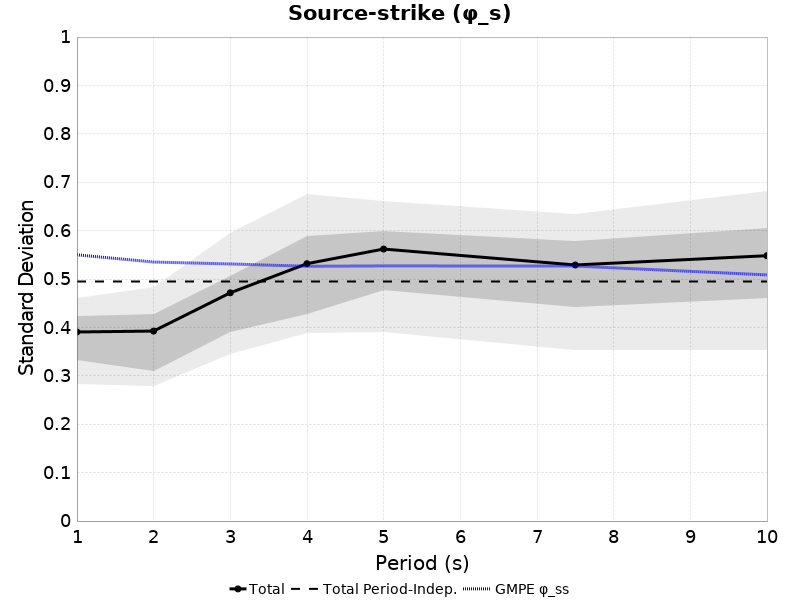 Source-strike (φ_s)
Standard Deviation
1
0.9
0.8
0.7
0.6
0.5
0.4
0.3
0.2
0.1
0
1 2 3 4 5 6 7 8 9 10
Period (s)
Total Total Period-Indep. GMPE φ_ss